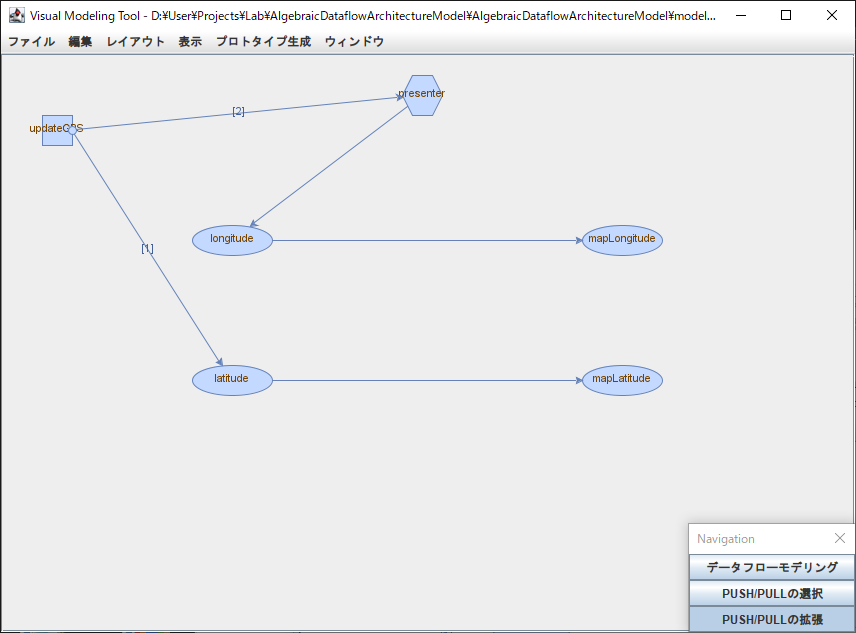 Visual Modeling Tool - D:¥User¥Projects¥Lab¥AlgebraicDataflowArchitectureModel¥AlgebraicDataflowArchitectureModel¥model...
ファイル 編集 レイアウト 表示 プロトタイプ生成 ウィンドウ
presenter
[2]
updateGPS
longitude
mapLongitude
[1]
latitude
mapLatitude
Navigation
データフローモデリング
PUSH/PULLの選択
PUSH/PULLの拡張